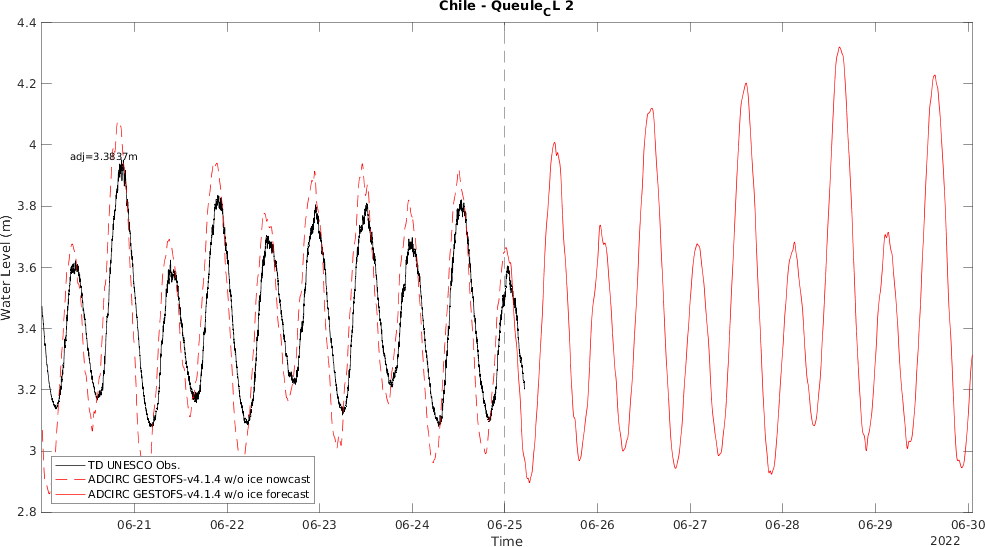 Chile - Queule_CL 2
4.4
4.2
4
3.8
3.6
3.4
3.2
3
2.8
Water Level (m)
adj=3.3837m
TD UNESCO Obs.
ADCIRC GESTOFS-v4.1.4 w/o ice nowcast
ADCIRC GESTOFS-v4.1.4 w/o ice forecast
06-21 06-22 06-23 06-24 06-25 06-26 06-27 06-28 06-29 06-30
Time
2022